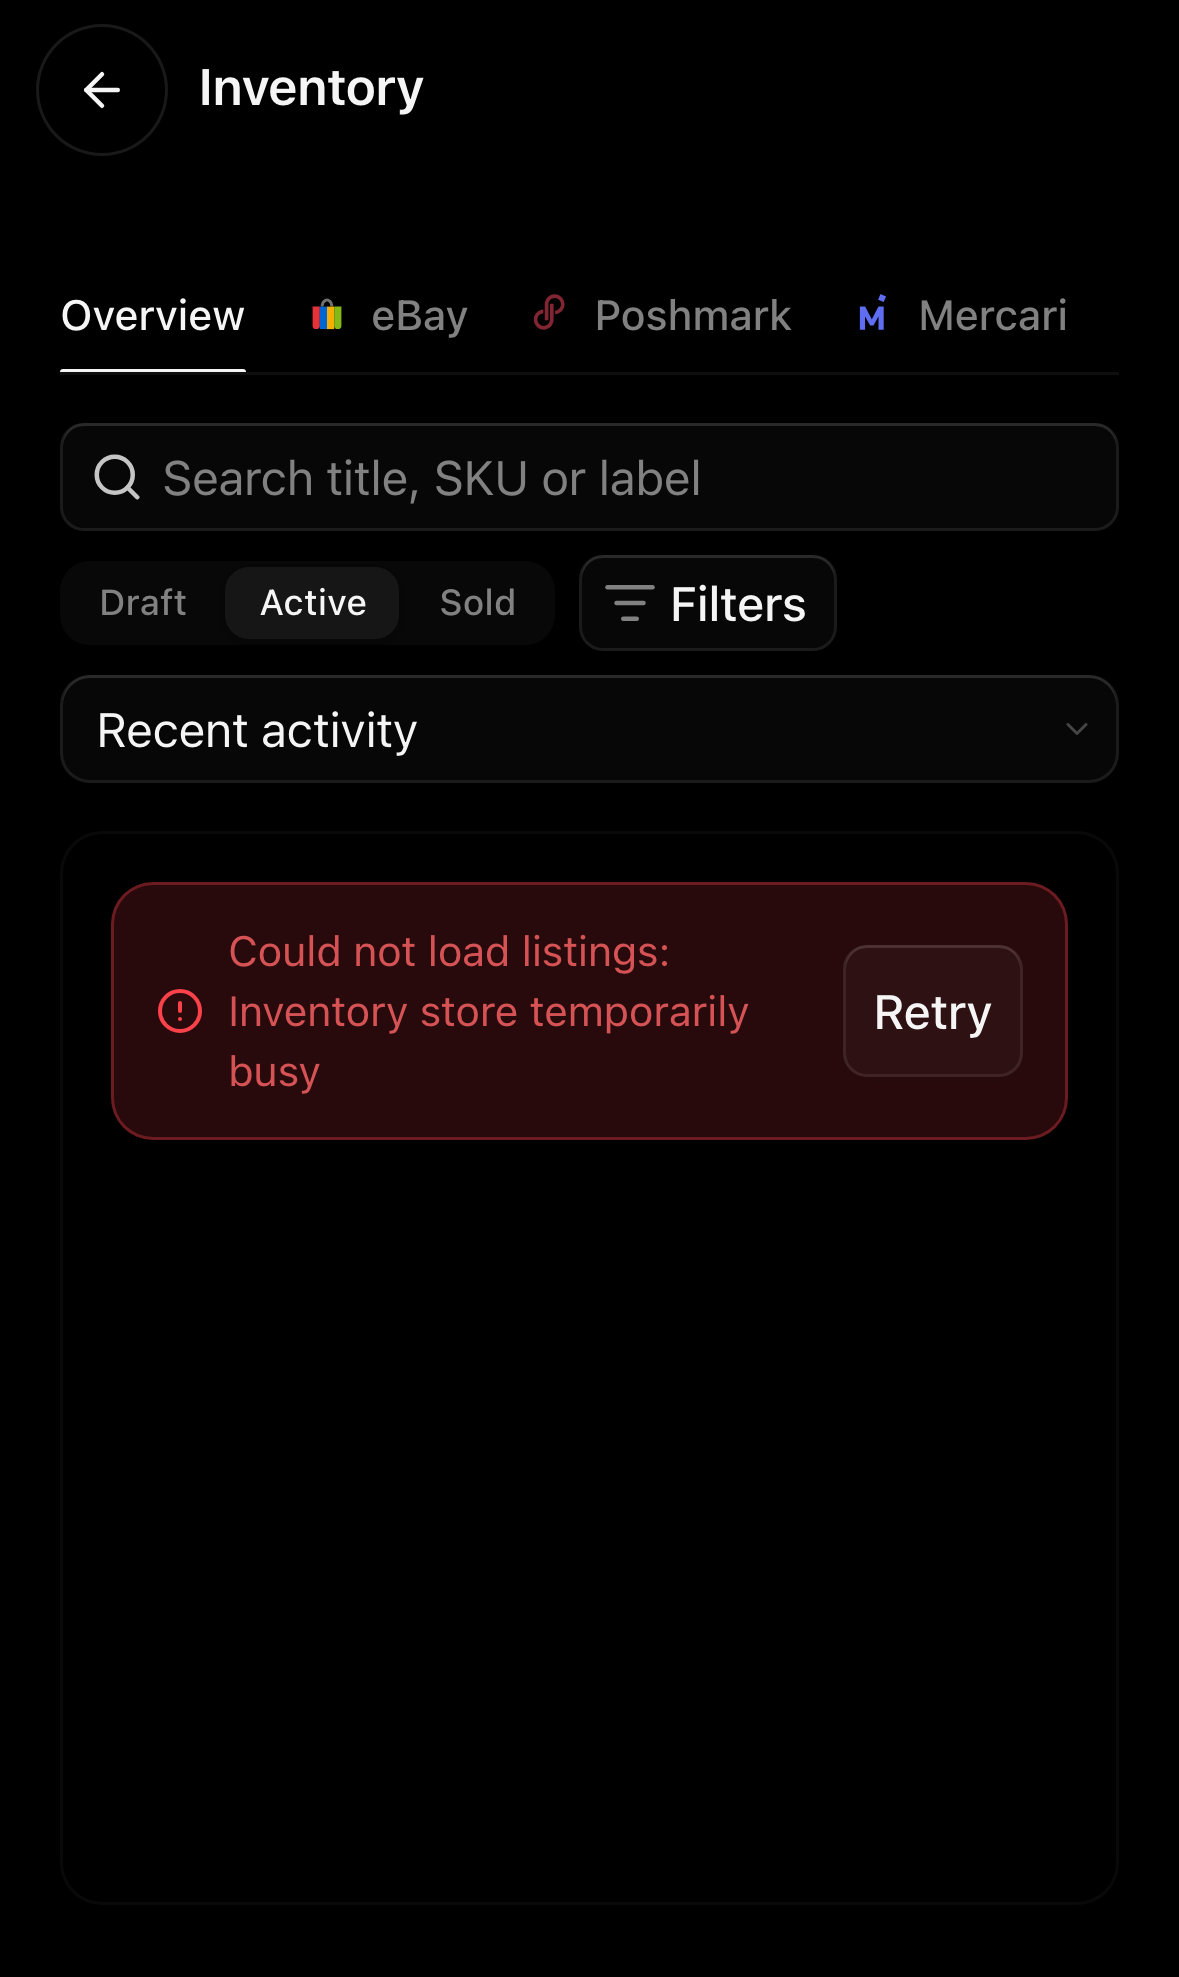 Inventory
Overview
eBay
Poshmark
Mercari
Search title, SKU or label
Draft
Active
Sold
Filters
Recent activity
Could not load listings:
Inventory store temporarily
busy
Retry